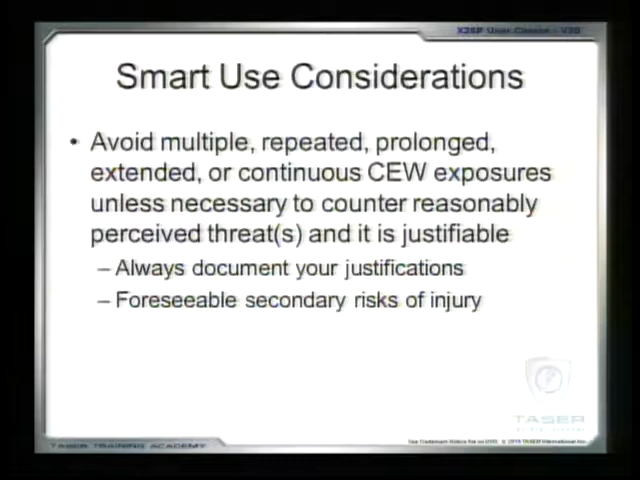 Smart Use Considerations
• Avoid multiple, repeated, prolonged,
extended, or continuous CEW exposures
unless necessary to counter reasonably
perceived threat(s) and it is justifiable
– Always document your justifications
– Foreseeable secondary risks of injury
TASER
TASER TRAINING ACADEMY